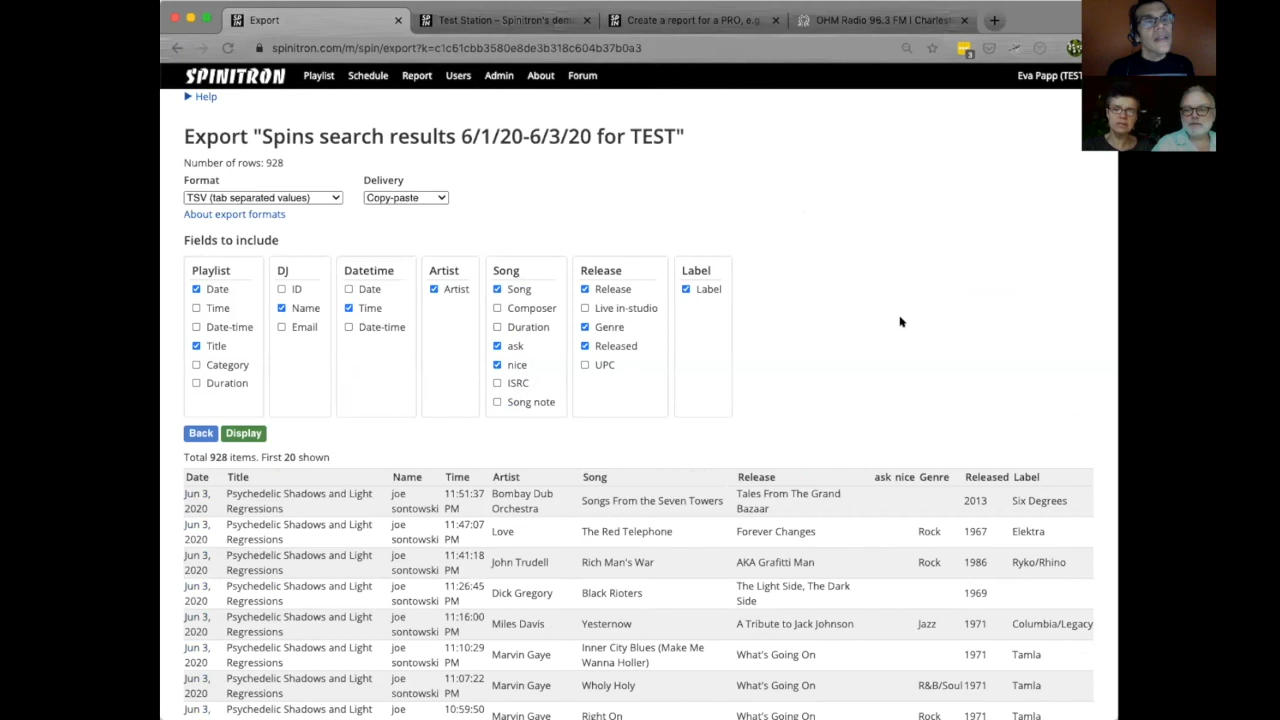 Export
Test Station – Spinitron's dem
Create a report for a PRO, e.g.
OHM Radio 96.3 FM | Charlest
spinitron.com/m/spin/export?k=c1c61cbb3580e8de3b318c604b37b0a3
3
SPINITRON Playlist Schedule Report Users Admin About Forum Eva Papp (TEST
Help
Export "Spins search results 6/1/20-6/3/20 for TEST"
Number of rows: 928
Format Delivery
TSV (tab separated values) Copy-paste
About export formats
Fields to include
Playlist DJ Datetime Artist Song Release Label
Date ID Date Artist Song Release Label
Time Name Time Composer Live in-studio
Date-time Email Date-time Duration Genre
Title ask Released
Category nice UPC
Duration ISRC
Song note
Back Display
Total 928 items. First 20 shown
Date Title Name Time Artist Song Release ask nice Genre Released Label
Jun 3, Psychedelic Shadows and Light joe 11:51:37 Bombay Dub Songs From the Seven Towers Tales From The Grand 2013 Six Degrees
2020 Regressions sontowski PM Orchestra Bazaar
Jun 3, Psychedelic Shadows and Light joe 11:47:07 Love The Red Telephone Forever Changes Rock 1967 Elektra
2020 Regressions sontowski PM
Jun 3, Psychedelic Shadows and Light joe 11:41:18 John Trudell Rich Man's War AKA Grafitti Man Rock 1986 Ryko/Rhino
2020 Regressions sontowski PM
Jun 3, Psychedelic Shadows and Light joe 11:26:45 Dick Gregory Black Rioters The Light Side, The Dark 1969
2020 Regressions sontowski PM Side
Jun 3, Psychedelic Shadows and Light joe 11:16:00 Miles Davis Yesternow A Tribute to Jack Johnson Jazz 1971 Columbia/Legacy
2020 Regressions sontowski PM
Jun 3, Psychedelic Shadows and Light joe 11:10:29 Marvin Gaye Inner City Blues (Make Me What's Going On 1971 Tamla
2020 Regressions sontowski PM Wanna Holler)
Jun 3, Psychedelic Shadows and Light joe 11:07:22 Marvin Gaye Wholy Holy What's Going On R&B/Soul 1971 Tamla
2020 Regressions sontowski PM
Jun 3, Psychedelic Shadows and Light joe 10:59:50 Marvin Gaye Right On What's Going On Rock 1971 Tamla